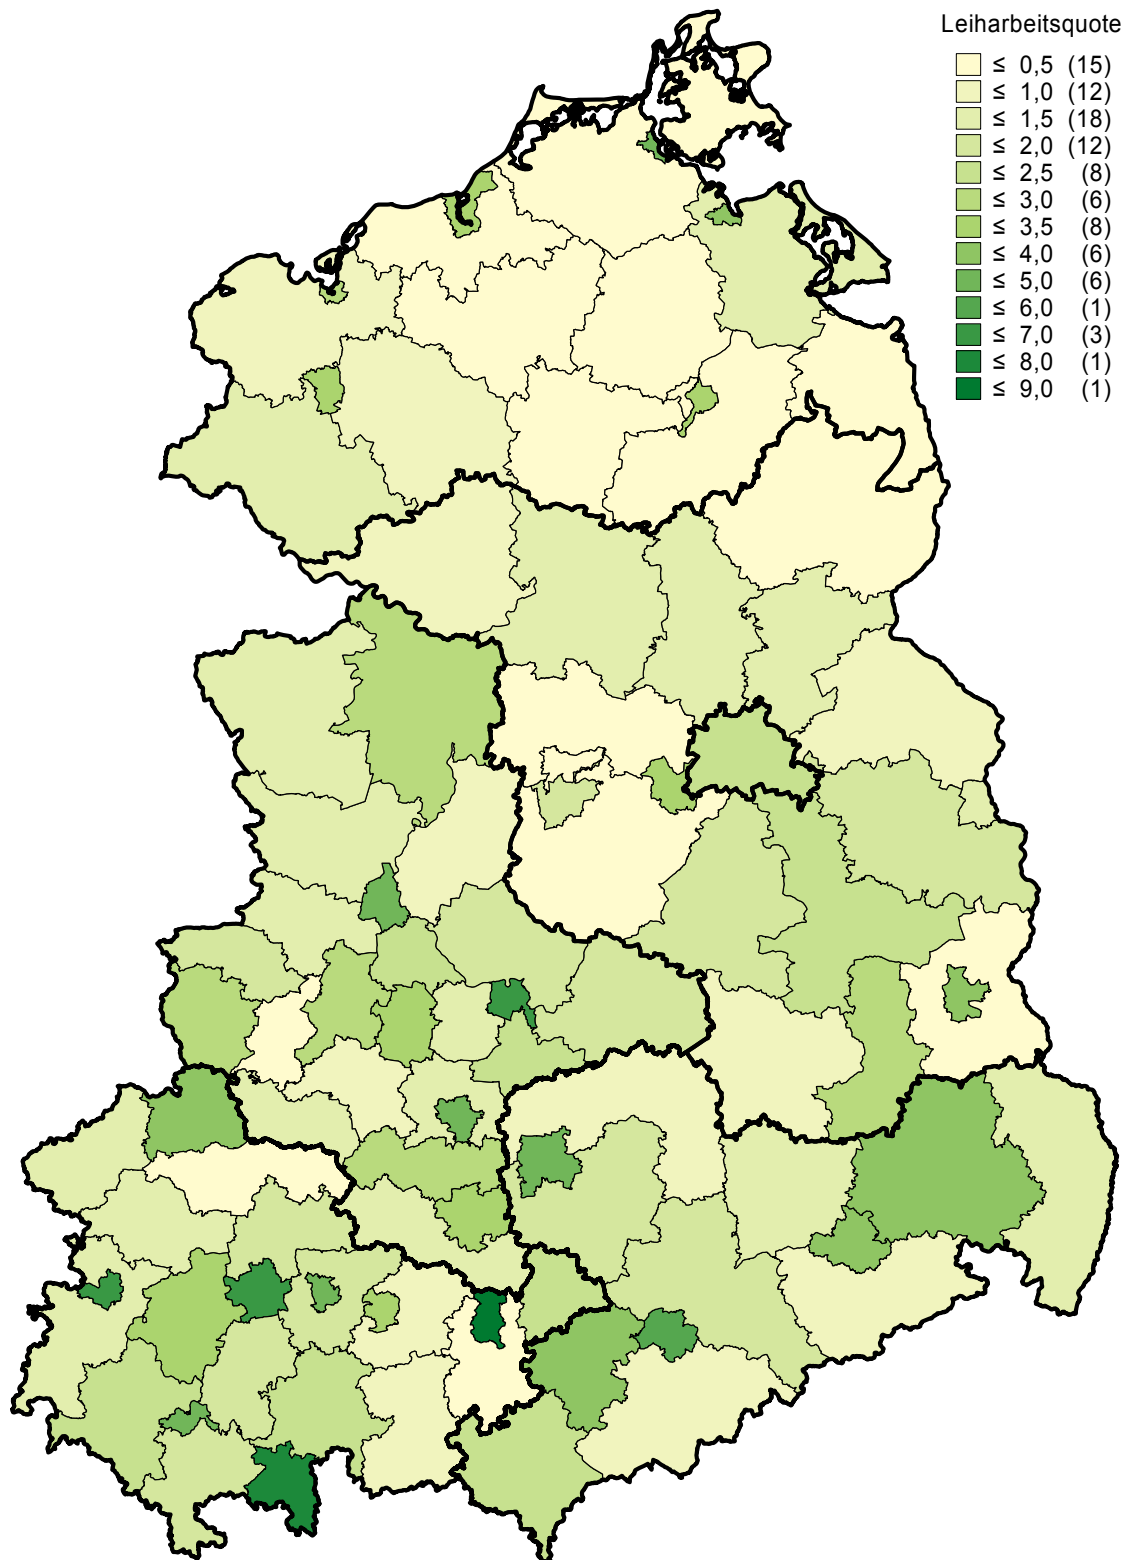 Leiharbeitsquote
≤ 0,5 (15)
≤ 1,0 (12)
≤ 1,5 (18)
≤ 2,0 (12)
≤ 2,5 (8)
≤ 3,0 (6)
≤ 3,5 (8)
≤ 4,0 (6)
≤ 5,0 (6)
≤ 6,0 (1)
≤ 7,0 (3)
≤ 8,0 (1)
≤ 9,0 (1)